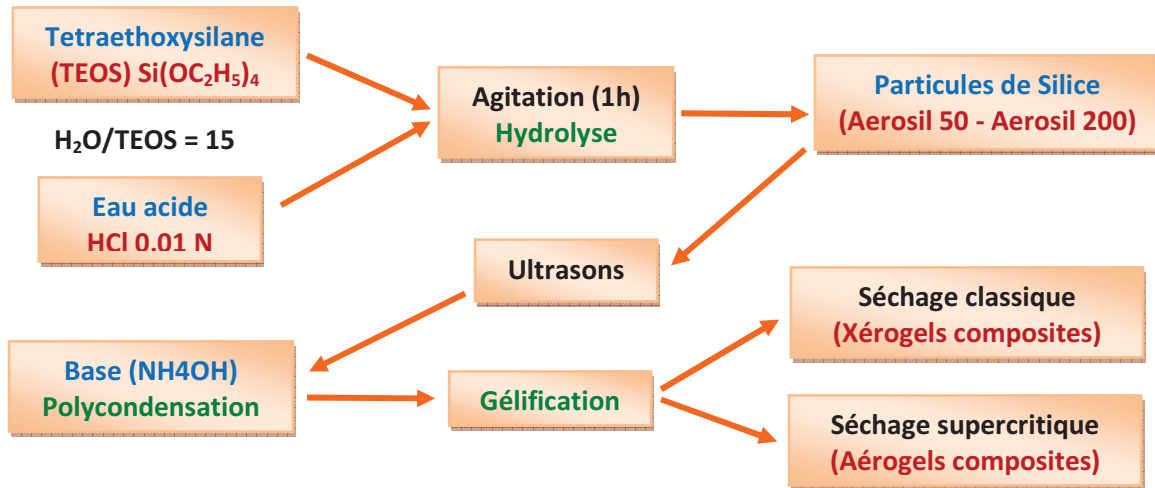 Tetraethoxysilane
(TEOS) Si(OC₂H₅)₄
H₂O/TEOS = 15
Eau acide
HCl 0.01 N
Agitation (1h)
Hydrolyse
Particules de Silice
(Aerosil 50 - Aerosil 200)
Ultrasons
Base (NH4OH)
Polycondensation
Gélification
Séchage classique
(Xérogels composites)
Séchage supercritique
(Aérogels composites)